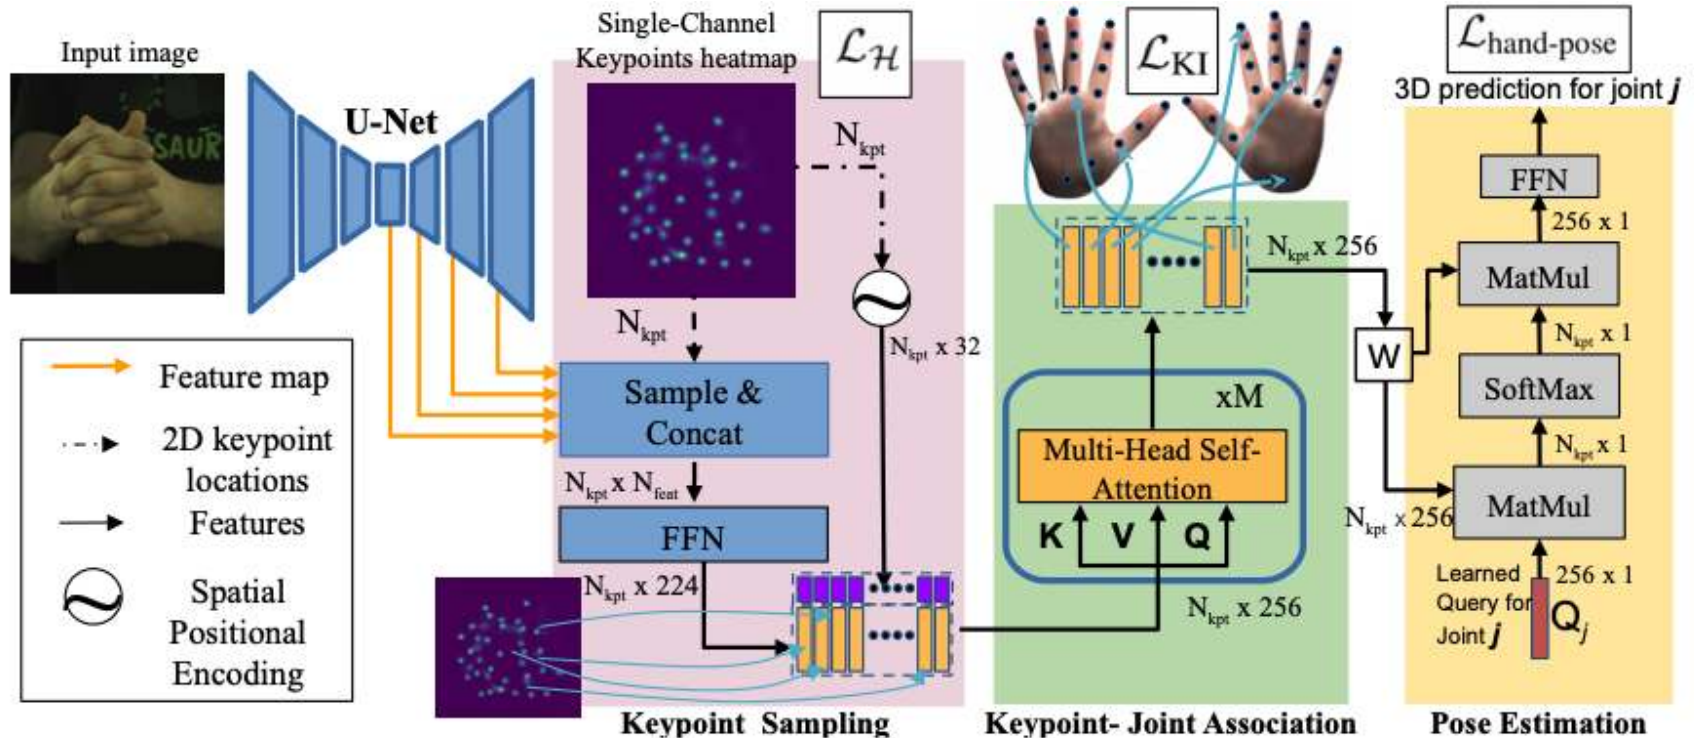 Input image
SAUR
U-Net
Single-Channel
Keypoints heatmap
ℒ_ℋ
N_kpt
N_kpt
N_kpt x 32
Sample &
Concat
N_kpt x N_feat
FFN
N_kpt x 224
Keypoint Sampling
Feature map
2D keypoint
locations
Features
Spatial
Positional
Encoding
ℒ_KI
N_kpt x 256
xM
Multi-Head Self-
Attention
K V Q
N_kpt x 256
Keypoint- Joint Association
ℒ_hand-pose
3D prediction for joint j
FFN
256 x 1
MatMul
N_kpt x 1
W
SoftMax
N_kpt x 1
MatMul
N_kpt x 256
Learned
Query for
Joint j
256 x 1
Q_j
Pose Estimation